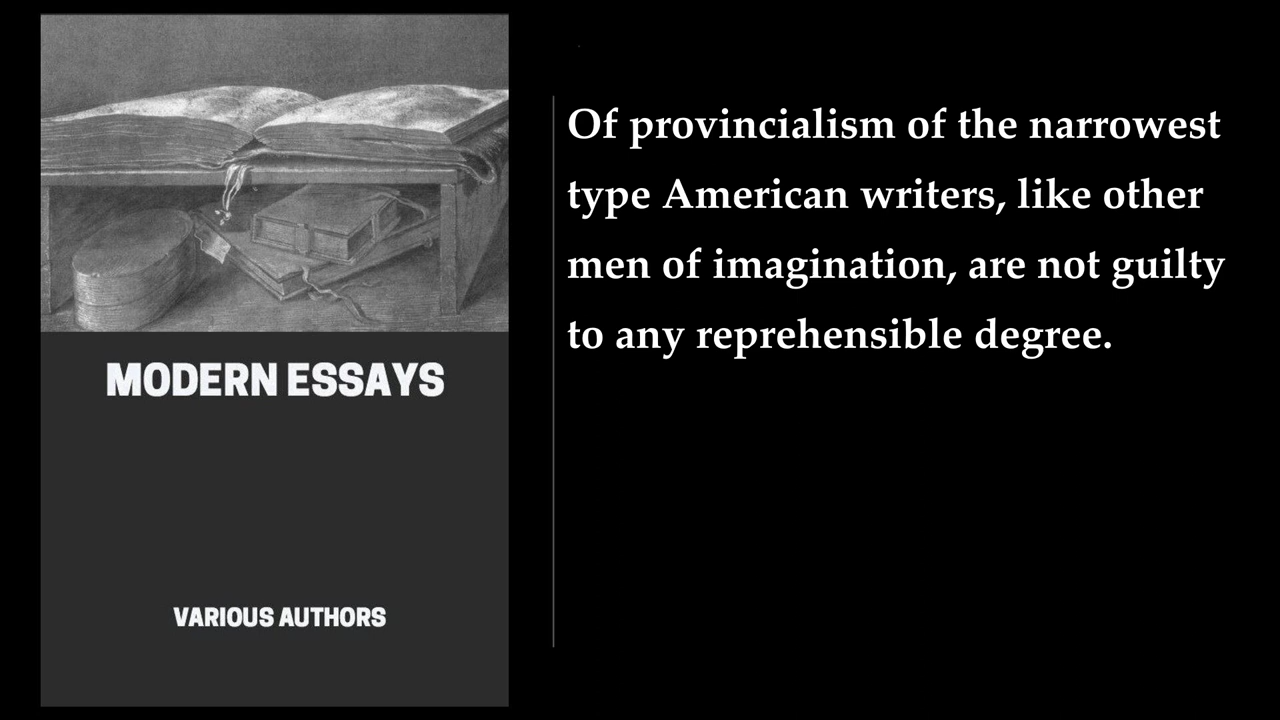 MODERN ESSAYS
VARIOUS AUTHORS
Of provincialism of the narrowest
type American writers, like other
men of imagination, are not guilty
to any reprehensible degree.